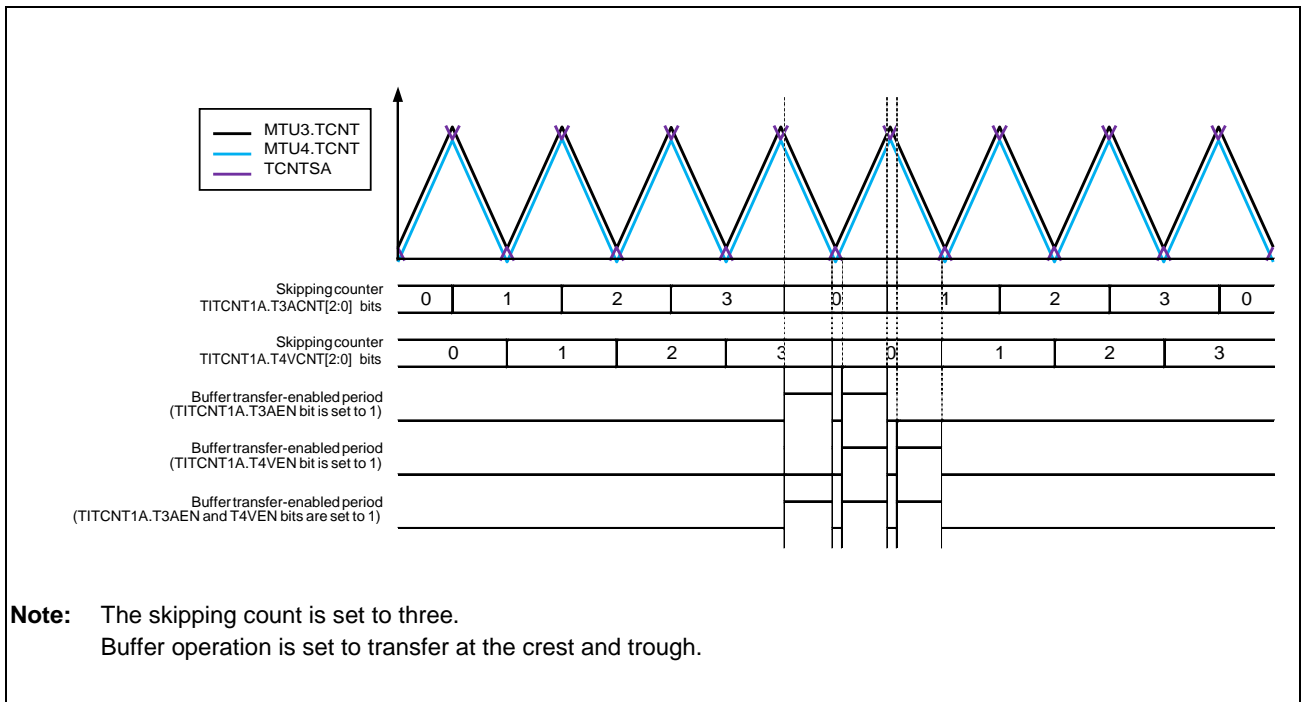 MTU3.TCNT
MTU4.TCNT
TCNTSA
Skipping counter
TITCNT1A.T3ACNT[2:0] bits
0 1 2 3 0 1 2 3 0
Skipping counter
TITCNT1A.T4VCNT[2:0] bits
0 1 2 3 0 1 2 3
Buffer transfer-enabled period
(TITCNT1A.T3AEN bit is set to 1)
Buffer transfer-enabled period
(TITCNT1A.T4VEN bit is set to 1)
Buffer transfer-enabled period
(TITCNT1A.T3AEN and T4VEN bits are set to 1)
Note: The skipping count is set to three.
Buffer operation is set to transfer at the crest and trough.